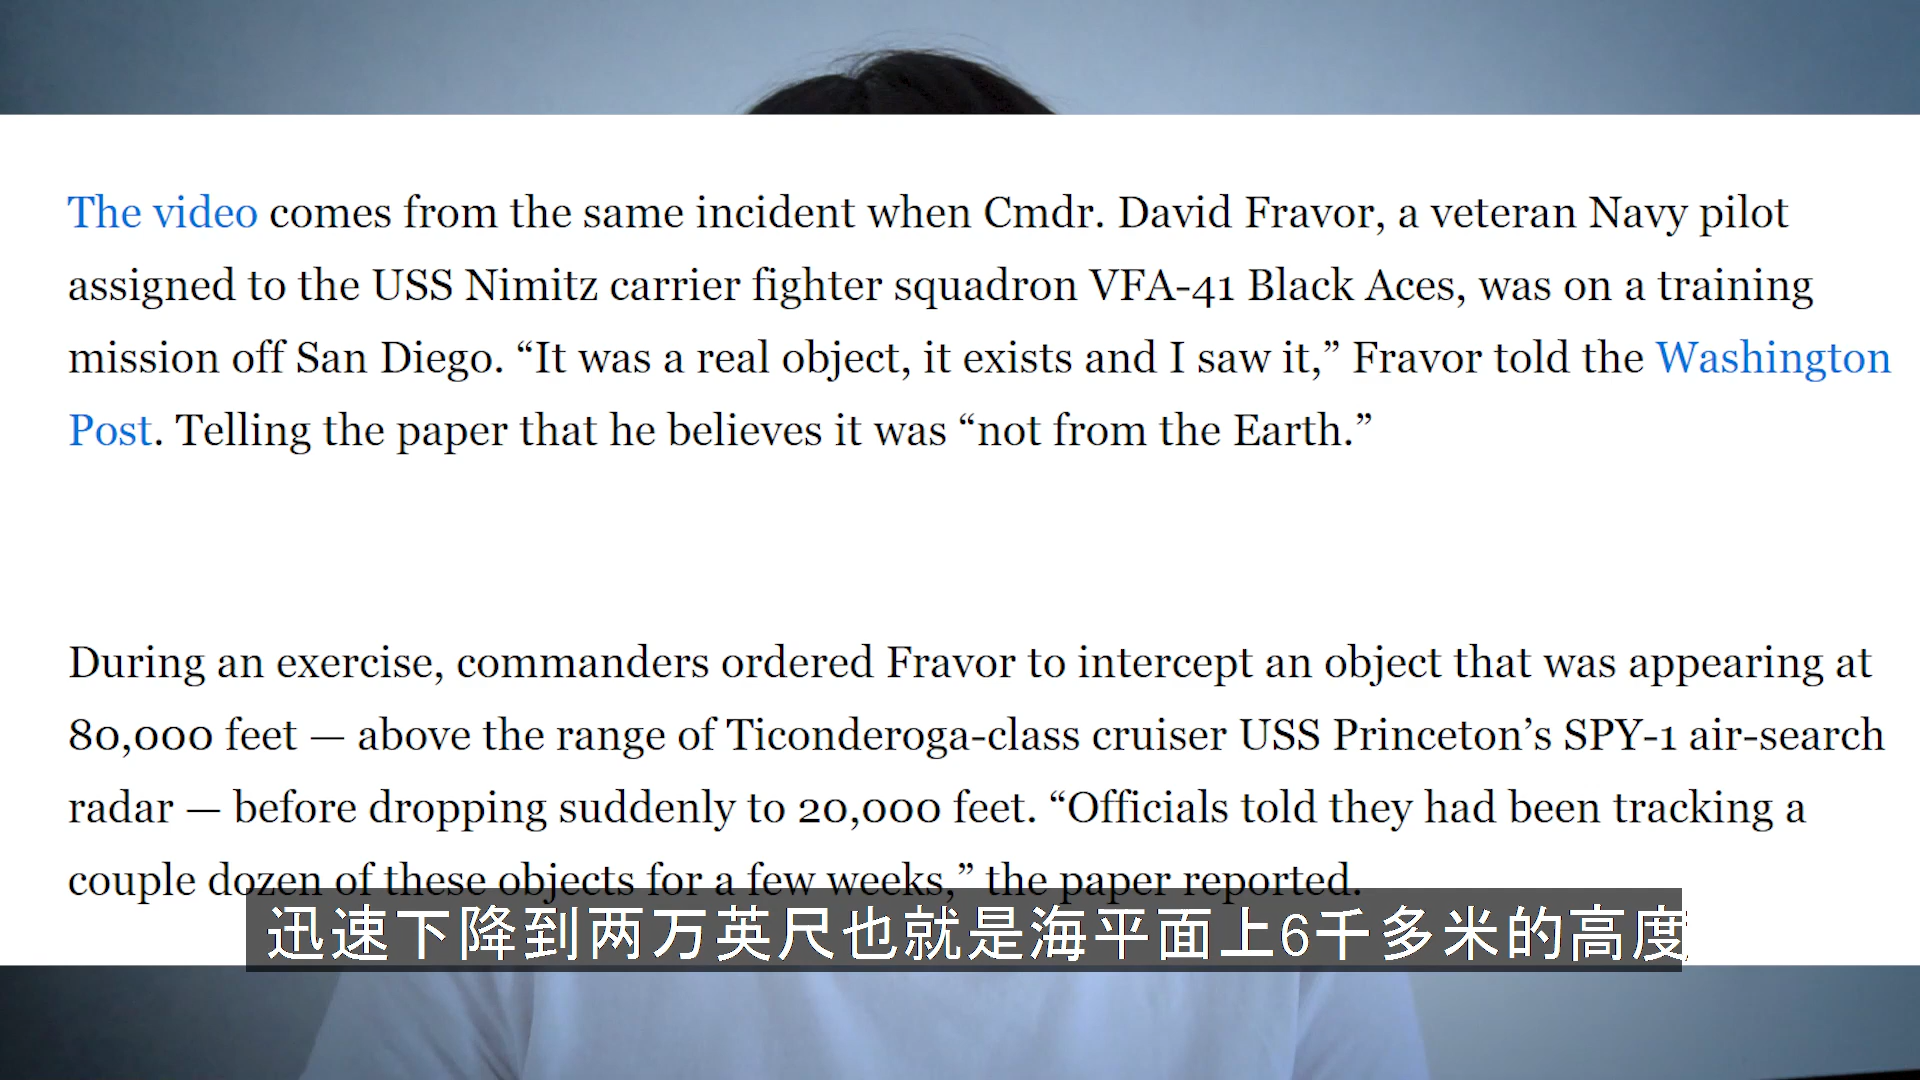 The video comes from the same incident when Cmdr. David Fravor, a veteran Navy pilot
assigned to the USS Nimitz carrier fighter squadron VFA-41 Black Aces, was on a training
mission off San Diego. “It was a real object, it exists and I saw it,” Fravor told the Washington
Post. Telling the paper that he believes it was “not from the Earth.”
During an exercise, commanders ordered Fravor to intercept an object that was appearing at
80,000 feet — above the range of Ticonderoga-class cruiser USS Princeton’s SPY-1 air-search
radar — before dropping suddenly to 20,000 feet. “Officials told they had been tracking a
couple dozen of these objects for a few weeks,” the paper reported.
迅速下降到两万英尺也就是海平面上6千多米的高度